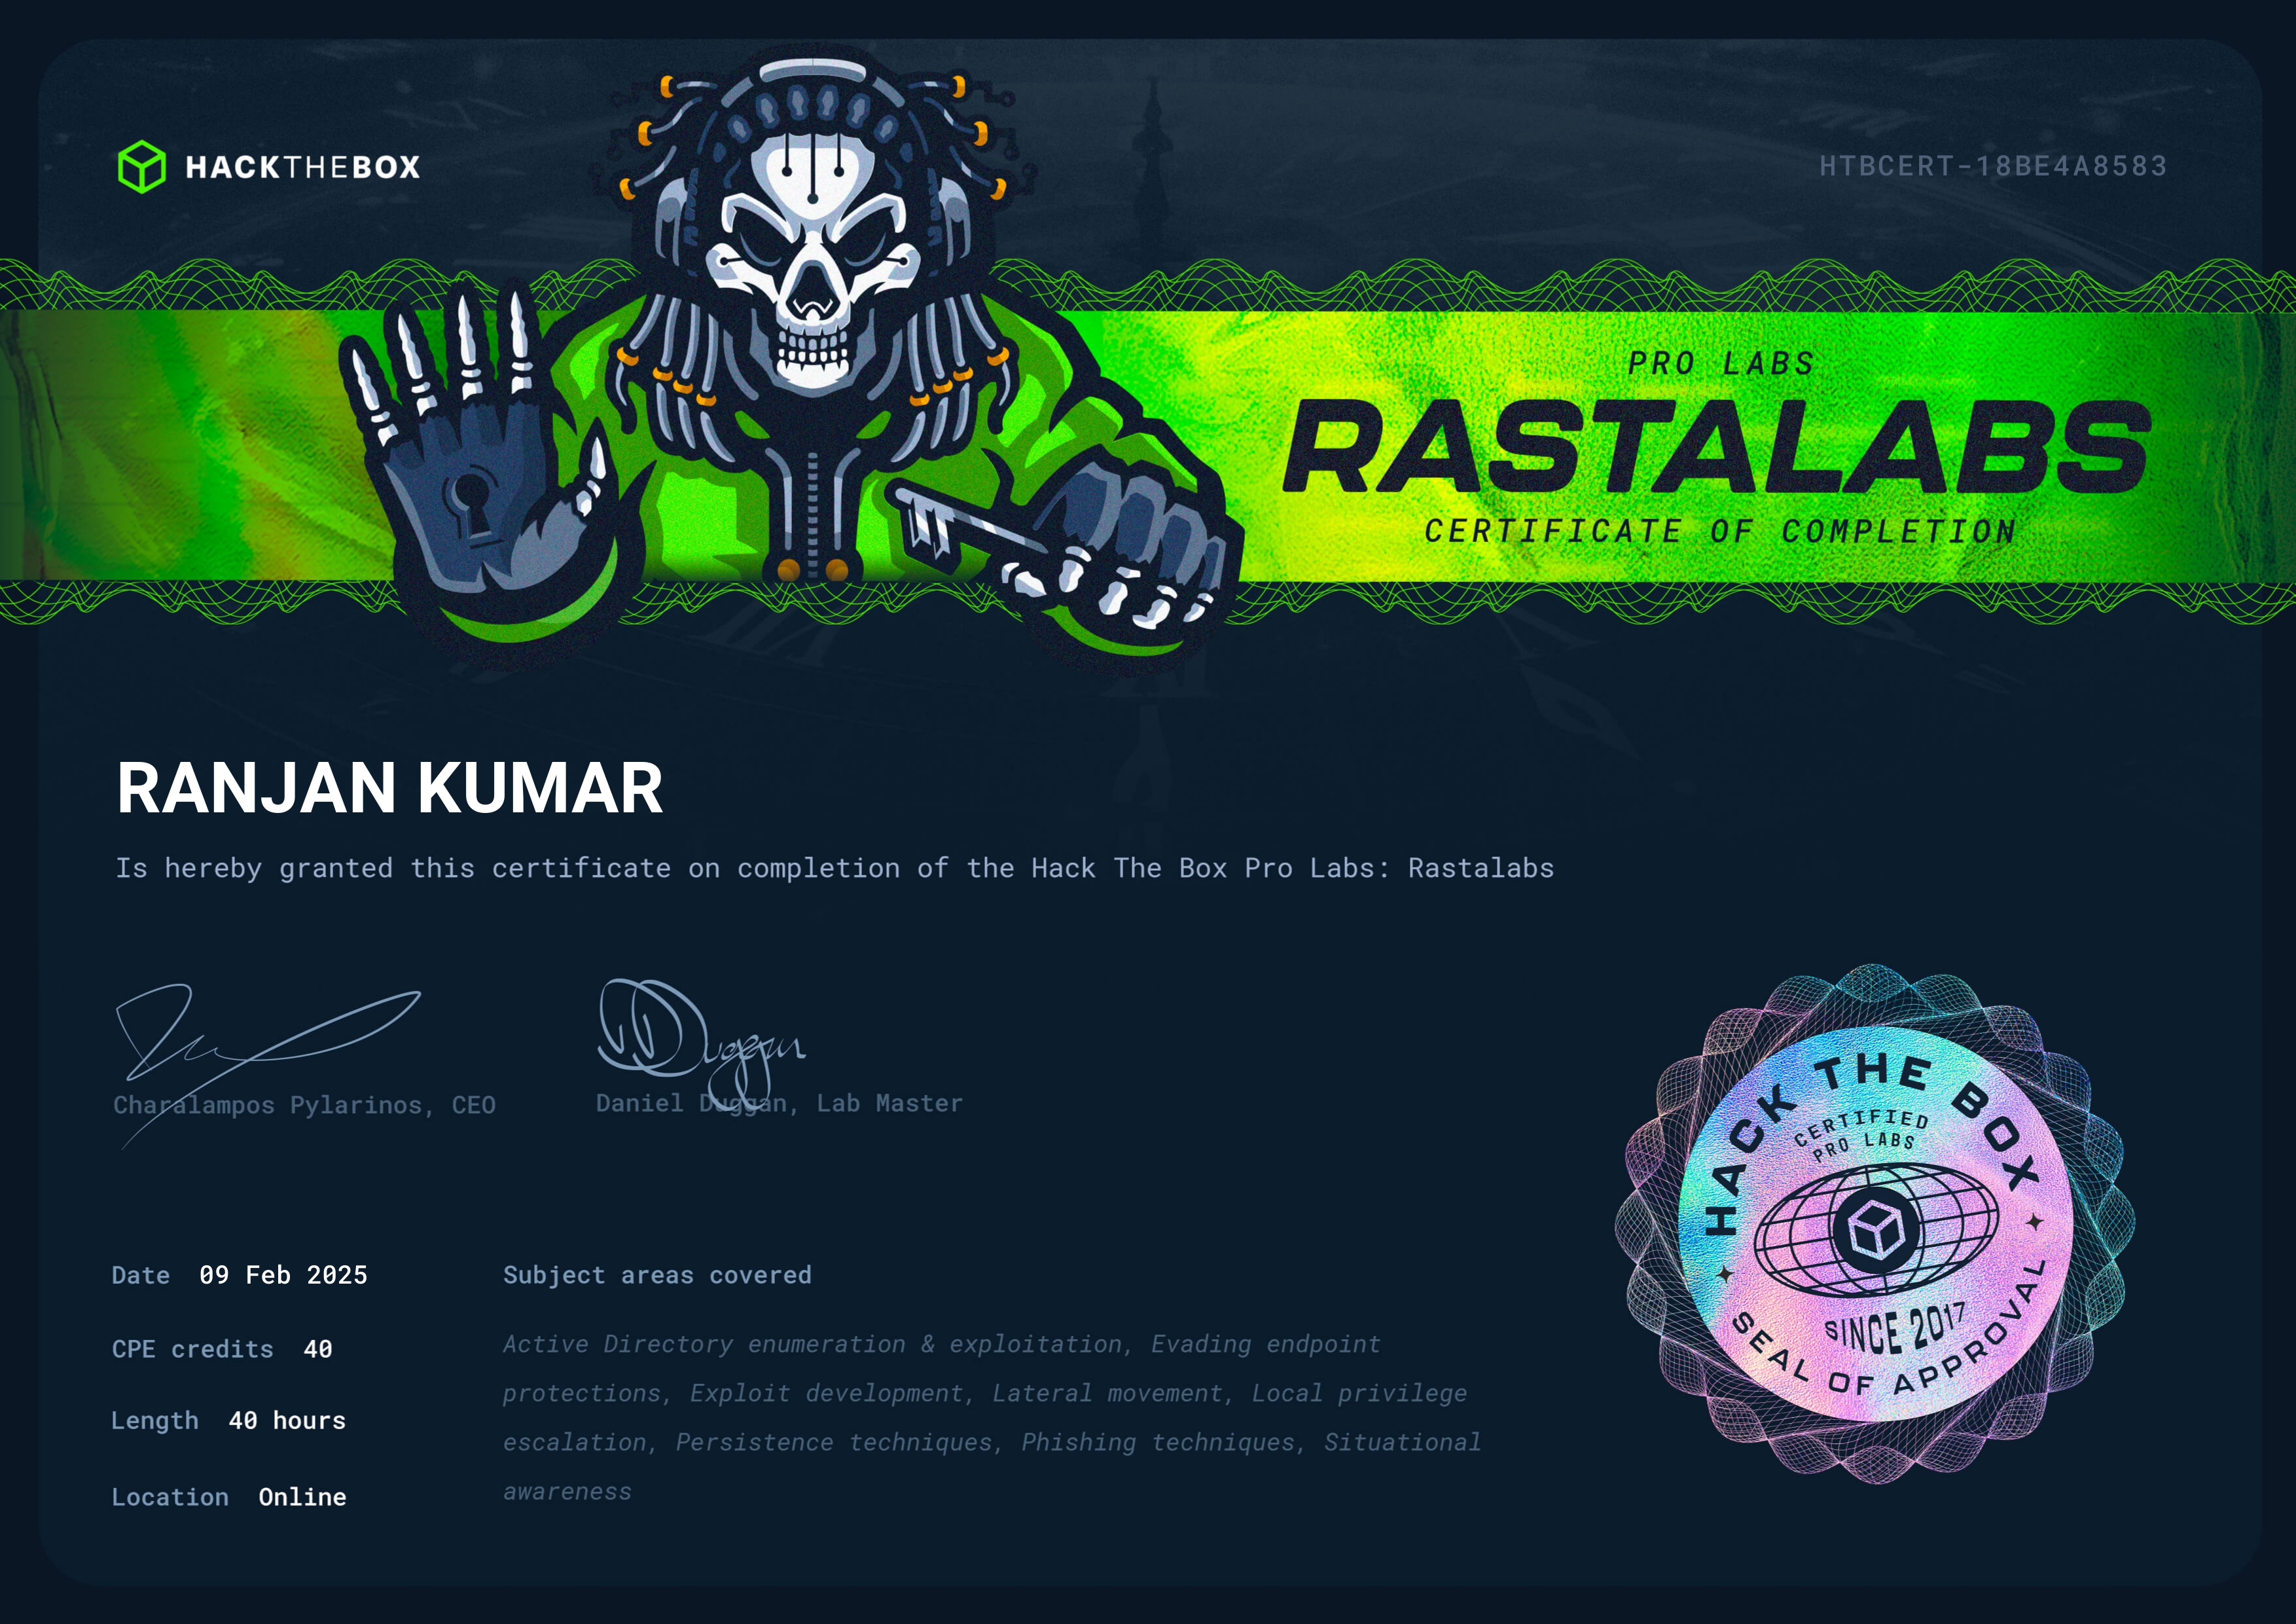 HACKTHEBOX
HTBCERT-18BE4A8583
PRO LABS
RASTALABS
CERTIFICATE OF COMPLETION
RANJAN KUMAR
Is hereby granted this certificate on completion of the Hack The Box Pro Labs: Rastalabs
Duggan
Charalampos Pylarinos, CEO
Daniel Duggan, Lab Master
Date 09 Feb 2025
CPE credits 40
Length 40 hours
Location Online
Subject areas covered
Active Directory enumeration & exploitation, Evading endpoint
protections, Exploit development, Lateral movement, Local privilege
escalation, Persistence techniques, Phishing techniques, Situational
awareness
HACK THE BOX
CERTIFIED
PRO LABS
SINCE 2017
SEAL OF APPROVAL